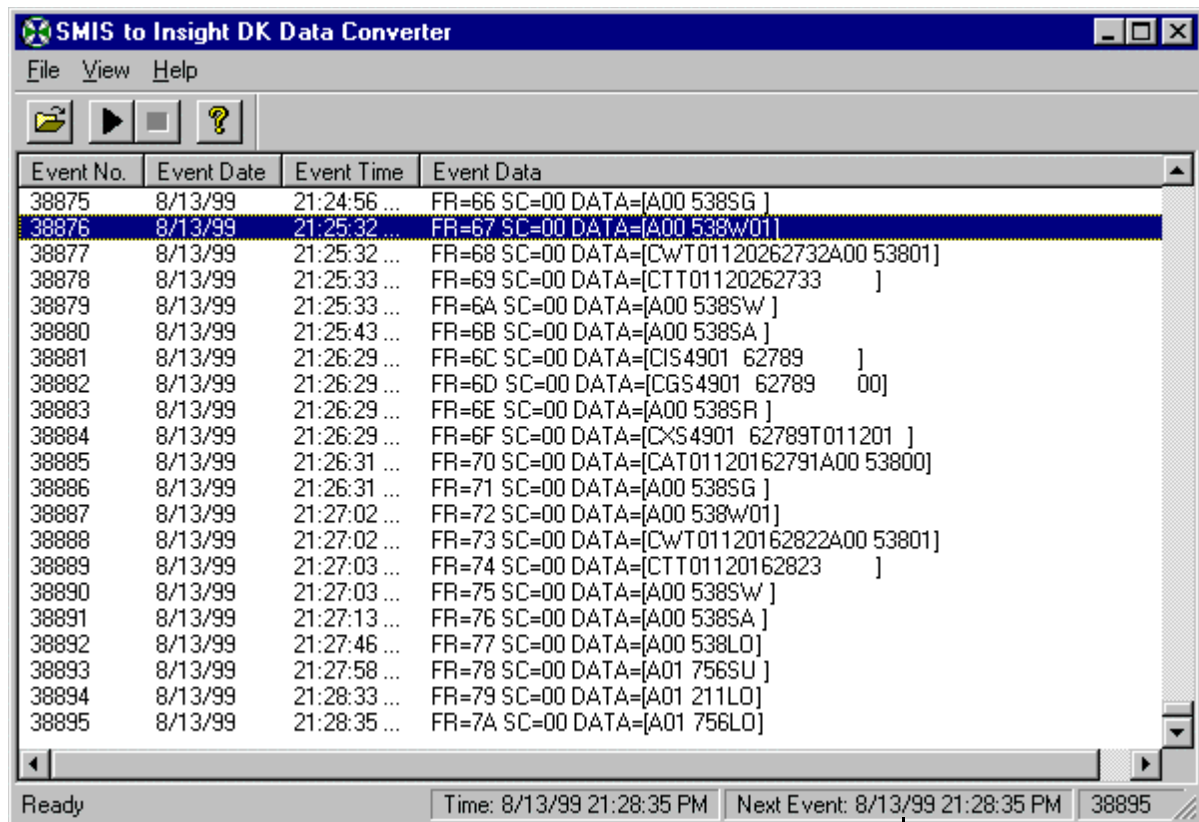 SMIS to Insight DK Data Converter
File View Help
Event No. Event Date Event Time Event Data
38875 8/13/99 21:24:56 ... FR=66 SC=00 DATA=[A00 538SG ]
38876 8/13/99 21:25:32 ... FR=67 SC=00 DATA=[A00 538W01]
38877 8/13/99 21:25:32 ... FR=68 SC=00 DATA=[CWT01120262732A00 53801]
38878 8/13/99 21:25:33 ... FR=69 SC=00 DATA=[CTT01120262733 ]
38879 8/13/99 21:25:33 ... FR=6A SC=00 DATA=[A00 538SW ]
38880 8/13/99 21:25:43 ... FR=6B SC=00 DATA=[A00 538SA ]
38881 8/13/99 21:26:29 ... FR=6C SC=00 DATA=[CIS4901 62789 ]
38882 8/13/99 21:26:29 ... FR=6D SC=00 DATA=[CGS4901 62789 00]
38883 8/13/99 21:26:29 ... FR=6E SC=00 DATA=[A00 538SR ]
38884 8/13/99 21:26:29 ... FR=6F SC=00 DATA=[CXS4901 62789T011201 ]
38885 8/13/99 21:26:31 ... FR=70 SC=00 DATA=[CAT01120162791A00 53800]
38886 8/13/99 21:26:31 ... FR=71 SC=00 DATA=[A00 538SG ]
38887 8/13/99 21:27:02 ... FR=72 SC=00 DATA=[A00 538W01]
38888 8/13/99 21:27:02 ... FR=73 SC=00 DATA=[CWT01120162822A00 53801]
38889 8/13/99 21:27:03 ... FR=74 SC=00 DATA=[CTT01120162823 ]
38890 8/13/99 21:27:03 ... FR=75 SC=00 DATA=[A00 538SW ]
38891 8/13/99 21:27:13 ... FR=76 SC=00 DATA=[A00 538SA ]
38892 8/13/99 21:27:46 ... FR=77 SC=00 DATA=[A00 538LO]
38893 8/13/99 21:27:58 ... FR=78 SC=00 DATA=[A01 756SU ]
38894 8/13/99 21:28:33 ... FR=79 SC=00 DATA=[A01 211LO]
38895 8/13/99 21:28:35 ... FR=7A SC=00 DATA=[A01 756LO]
Ready Time: 8/13/99 21:28:35 PM Next Event: 8/13/99 21:28:35 PM 38895